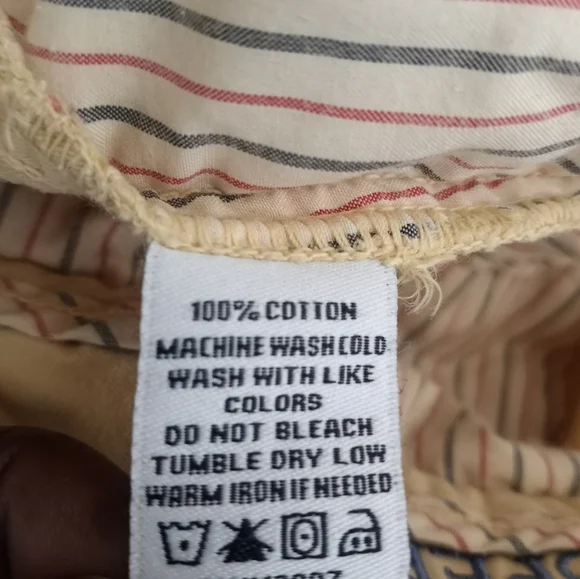 100% COTTON
MACHINE WASH COLD
WASH WITH LIKE
COLORS
DO NOT BLEACH
TUMBLE DRY LOW
WARM IRON IF NEEDED